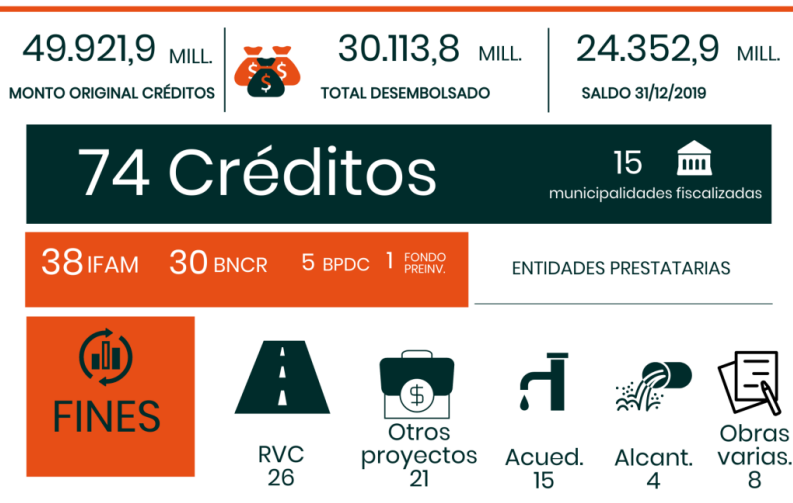 49.921,9 MILL.
MONTO ORIGINAL CRÉDITOS
$ $ $
30.113,8 MILL.
TOTAL DESEMBOLSADO
24.352,9 MILL.
SALDO 31/12/2019
74 Créditos
15
municipalidades fiscalizadas
38 IFAM 30 BNCR 5 BPDC 1 FONDO
PREINV.
ENTIDADES PRESTATARIAS
FINES
RVC
26
$
Otros
proyectos
21
Acued.
15
Alcant.
4
Obras
varias.
8